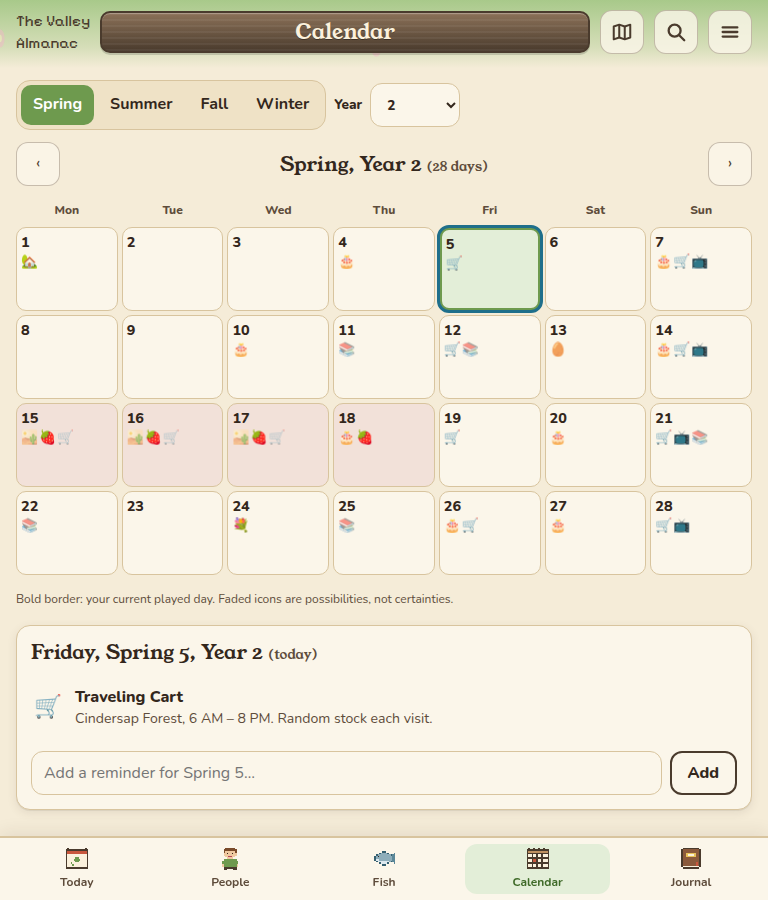 The Valley
Almanac
Calendar
Spring Summer Fall Winter Year 2
‹ Spring, Year 2 (28 days) ›
Mon Tue Wed Thu Fri Sat Sun
1 2 3 4 5 6 7
8 9 10 11 12 13 14
15 16 17 18 19 20 21
22 23 24 25 26 27 28
Bold border: your current played day. Faded icons are possibilities, not certainties.
Friday, Spring 5, Year 2 (today)
Traveling Cart
Cindersap Forest, 6 AM – 8 PM. Random stock each visit.
Add a reminder for Spring 5... Add
Today People Fish Calendar Journal